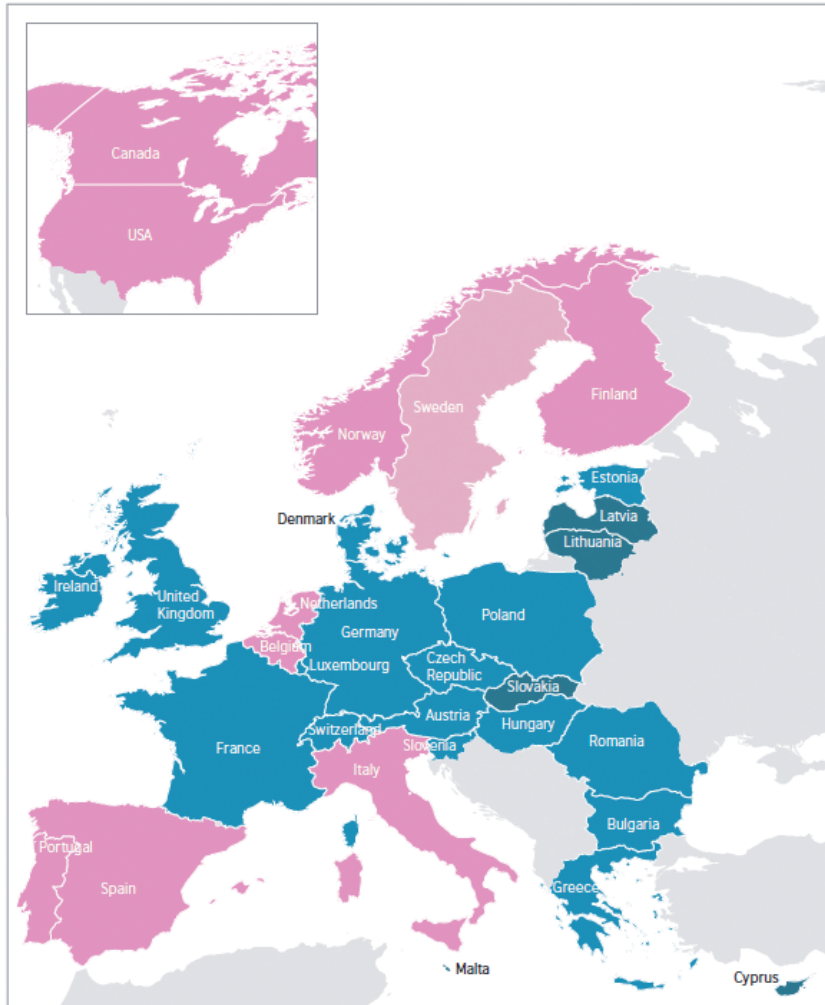 Canada
USA
Sweden
Finland
Norway
Estonia
Denmark
Latvia
Lithuania
Ireland
United
Kingdom
Netherlands
Poland
Germany
Belgium
Luxembourg
Czech
Republic
Slovakia
Austria
Switzerland
Hungary
France
Slovenia
Romania
Italy
Bulgaria
Portugal
Spain
Greece
Malta
Cyprus